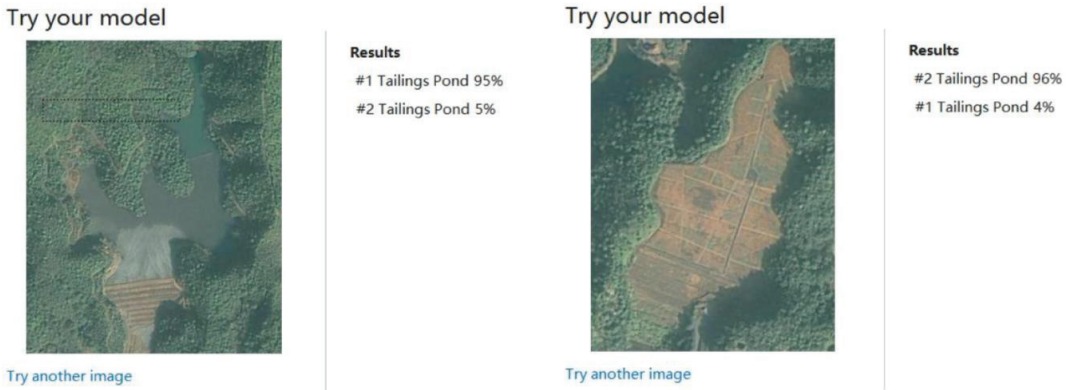 Try your model
Results
#1 Tailings Pond 95%
#2 Tailings Pond 5%
Try another image
Try your model
Results
#2 Tailings Pond 96%
#1 Tailings Pond 4%
Try another image